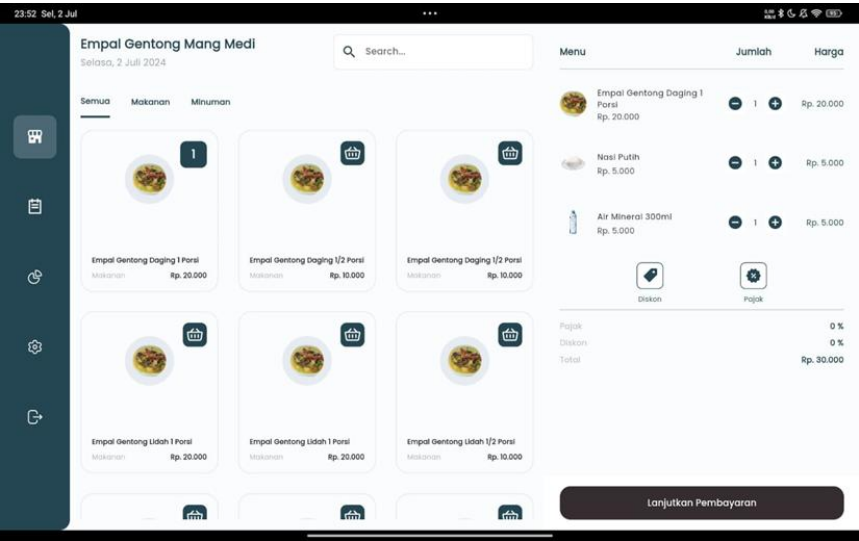 23:52 Sel, 2 Jul
Empal Gentong Mang Medi
Selasa, 2 Juli 2024
Search...
Semua Makanan Minuman
1
Empal Gentong Daging 1 Porsi
Makanan Rp. 20.000
Empal Gentong Daging 1/2 Porsi
Makanan Rp. 10.000
Empal Gentong Daging 1/2 Porsi
Makanan Rp. 10.000
Empal Gentong Lidah 1 Porsi
Makanan Rp. 20.000
Empal Gentong Lidah 1 Porsi
Makanan Rp. 20.000
Empal Gentong Lidah 1/2 Porsi
Makanan Rp. 10.000
Menu Jumlah Harga
Empal Gentong Daging 1
Porsi
Rp. 20.000
1
Rp. 20.000
Nasi Putih
Rp. 5.000
1
Rp. 5.000
Air Mineral 300ml
Rp. 5.000
1
Rp. 5.000
Diskon Pajak
Pajak 0 %
Diskon 0 %
Total Rp. 30.000
Lanjutkan Pembayaran